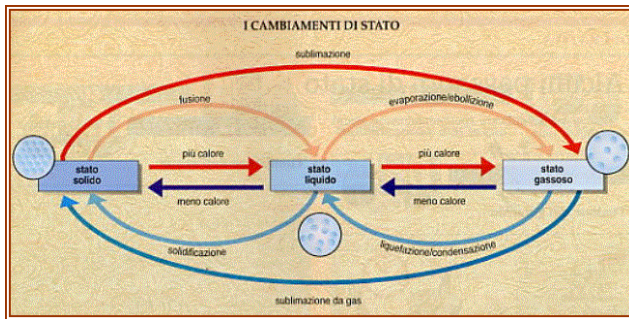 I CAMBIAMENTI DI STATO
sublimazione
fusione
evaporazione/ebollizione
più calore
più calore
stato
solido
stato
liquido
stato
gassoso
meno calore
meno calore
solidificazione
liquefazione/condensazione
sublimazione da gas